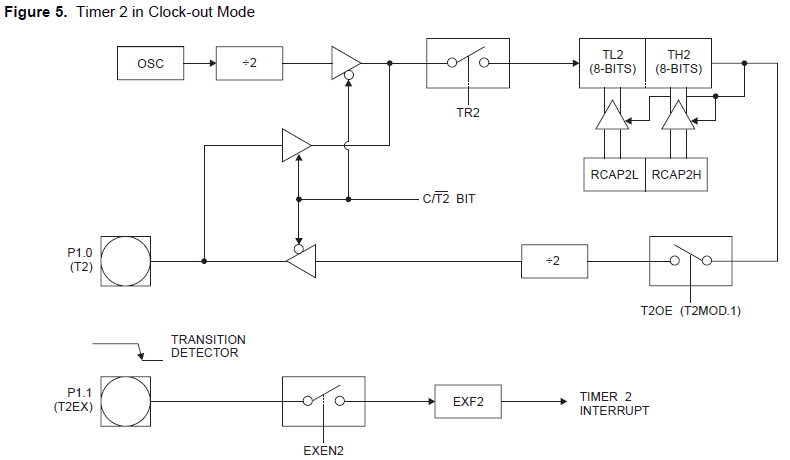 Figure 5.  Timer 2 in Clock-out Mode
OSC
÷2
TR2
TL2
(8-BITS)
TH2
(8-BITS)
RCAP2L
RCAP2H
C/T̅2̅ BIT
P1.0
(T2)
÷2
T2OE (T2MOD.1)
TRANSITION
DETECTOR
P1.1
(T2EX)
EXEN2
EXF2
TIMER 2
INTERRUPT